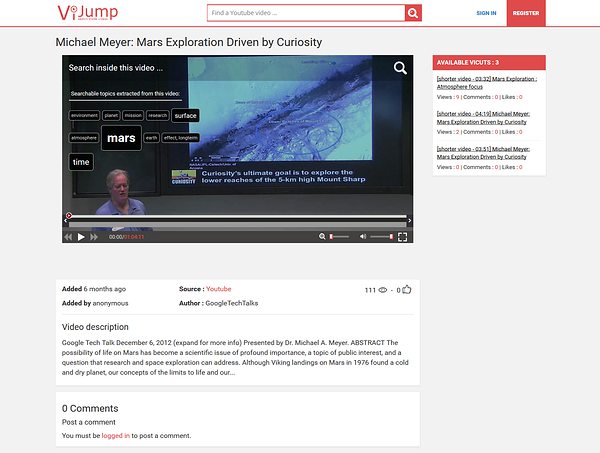 ViJump
Find a Youtube video ...
SIGN IN
REGISTER
Michael Meyer: Mars Exploration Driven by Curiosity
Search inside this video ...
Searchable topics extracted from this video:
environment planet mission research surface
atmosphere mars earth effect, longterm
time
CURIOSITY
Curiosity's ultimate goal is to explore the
lower reaches of the 5-km high Mount Sharp
00:00/01:04:11
AVAILABLE VICUTS : 3
[shorter video - 03:32] Mars Exploration :
Atmosphere focus
Views : 9 | Comments : 0 | Likes : 0
[shorter video - 04:19] Michael Meyer:
Mars Exploration Driven by Curiosity
Views : 2 | Comments : 0 | Likes : 0
[shorter video - 03:51] Michael Meyer:
Mars Exploration Driven by Curiosity
Views : 0 | Comments : 0 | Likes : 0
Added 6 months ago
Source : Youtube
111 - 0
Added by anonymous
Author : GoogleTechTalks
Video description
Google Tech Talk December 6, 2012 (expand for more info) Presented by Dr. Michael A. Meyer. ABSTRACT The
possibility of life on Mars has become a scientific issue of profound importance, a topic of public interest, and a
question that research and space exploration can address. Although Viking landings on Mars in 1976 found a cold
and dry planet, our concepts of the limits to life and our...
0 Comments
Post a comment
You must be logged in to post a comment.